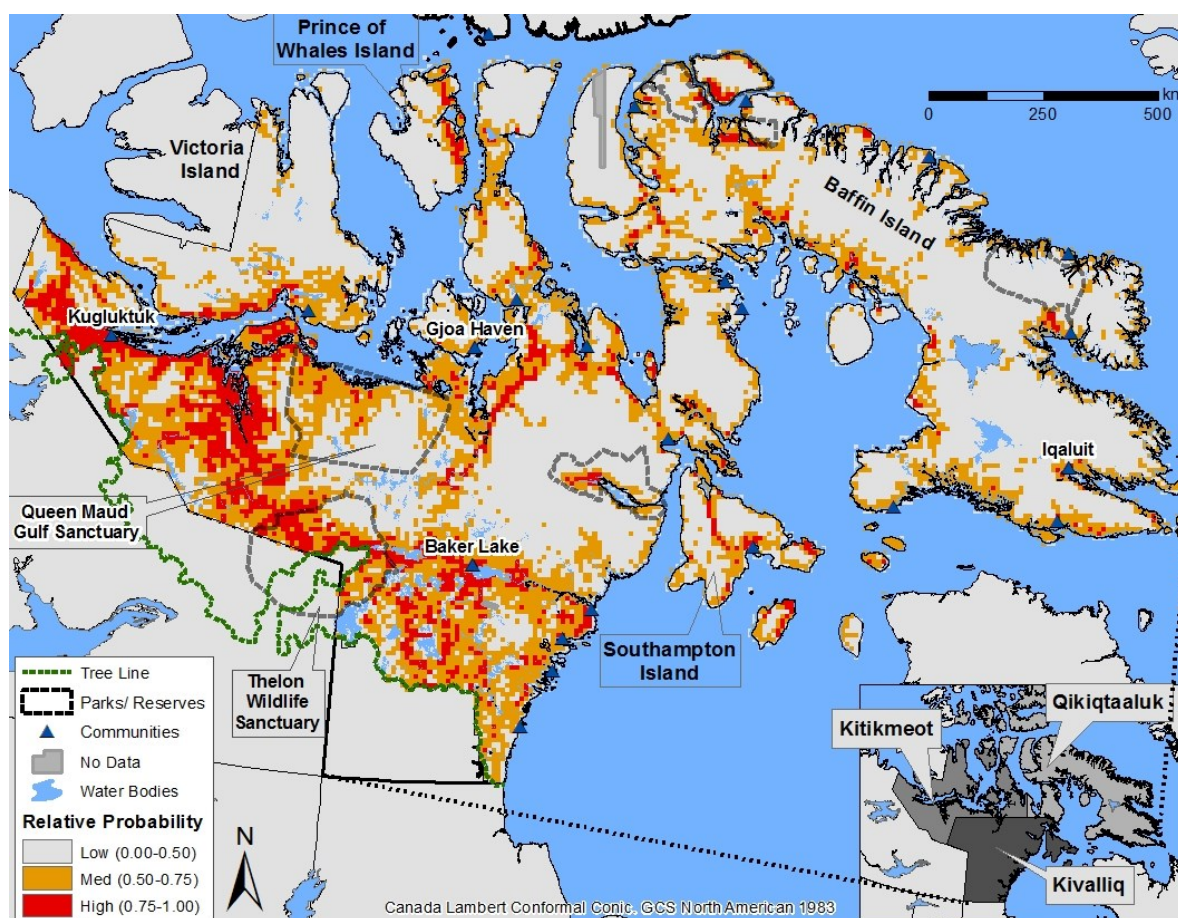 Prince of
Whales Island
km
0 250 500
Victoria
Island
Baffin Island
Kugluktuk
Gjoa Haven
Iqaluit
Queen Maud
Gulf Sanctuary
Baker Lake
Southampton
Island
Thelon
Wildlife
Sanctuary
Tree Line
Parks/ Reserves
Communities
No Data
Water Bodies
Relative Probability
Low (0.00-0.50)
Med (0.50-0.75)
High (0.75-1.00)
N
Qikiqtaaluk
Kitikmeot
Kivalliq
Canada Lambert Conformal Conic, GCS North American 1983